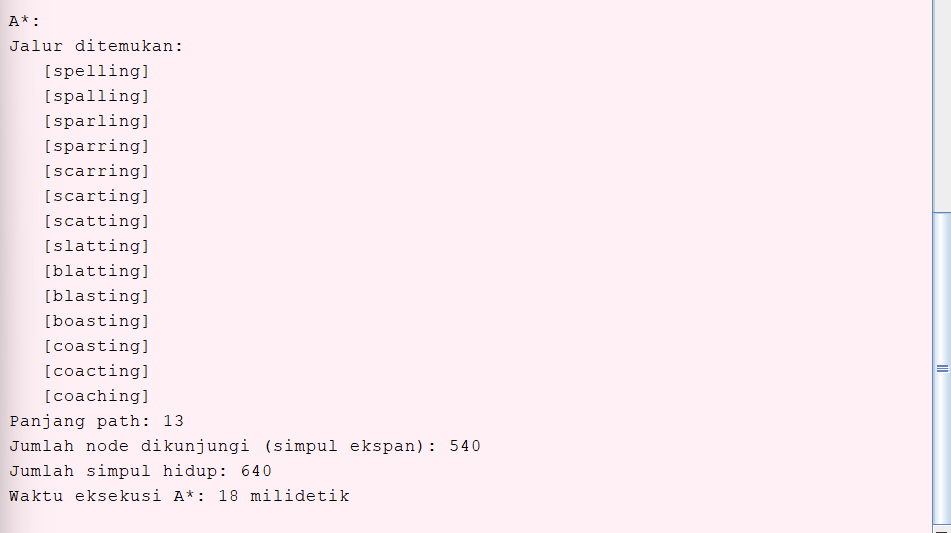 A*:
Jalur ditemukan:
[spelling]
[spalling]
[sparling]
[sparring]
[scarring]
[scarting]
[scatting]
[slatting]
[blatting]
[blasting]
[boasting]
[coasting]
[coacting]
[coaching]
Panjang path: 13
Jumlah node dikunjungi (simpul ekspan): 540
Jumlah simpul hidup: 640
Waktu eksekusi A*: 18 milidetik